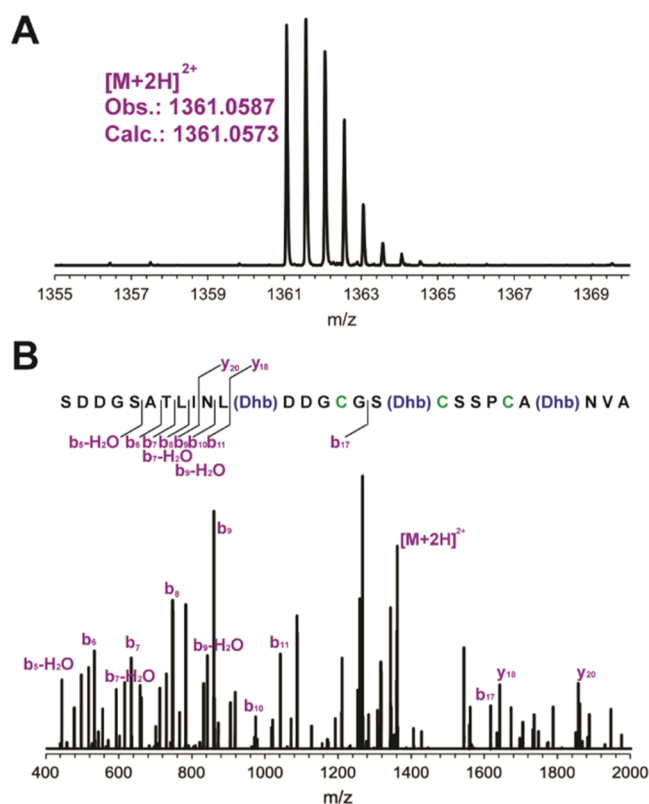 A
[M+2H]²⁺
Obs.: 1361.0587
Calc.: 1361.0573
1355 1357 1359 1361 1363 1365 1367 1369
m/z
B
y₂₀ y₁₈
S D D G S A T L I N L (Dhb) D D G C G S (Dhb) C S S P C A (Dhb) N V A
b₅-H₂O b₆ b₇ b₈ b₉ b₁₀ b₁₁ b₁₇
b₇-H₂O
b₉-H₂O
b₉
[M+2H]²⁺
b₈
b₆ b₇ b₉-H₂O b₁₁
b₅-H₂O b₇-H₂O y₁₈ y₂₀
b₁₀ b₁₇
400 600 800 1000 1200 1400 1600 1800 2000
m/z